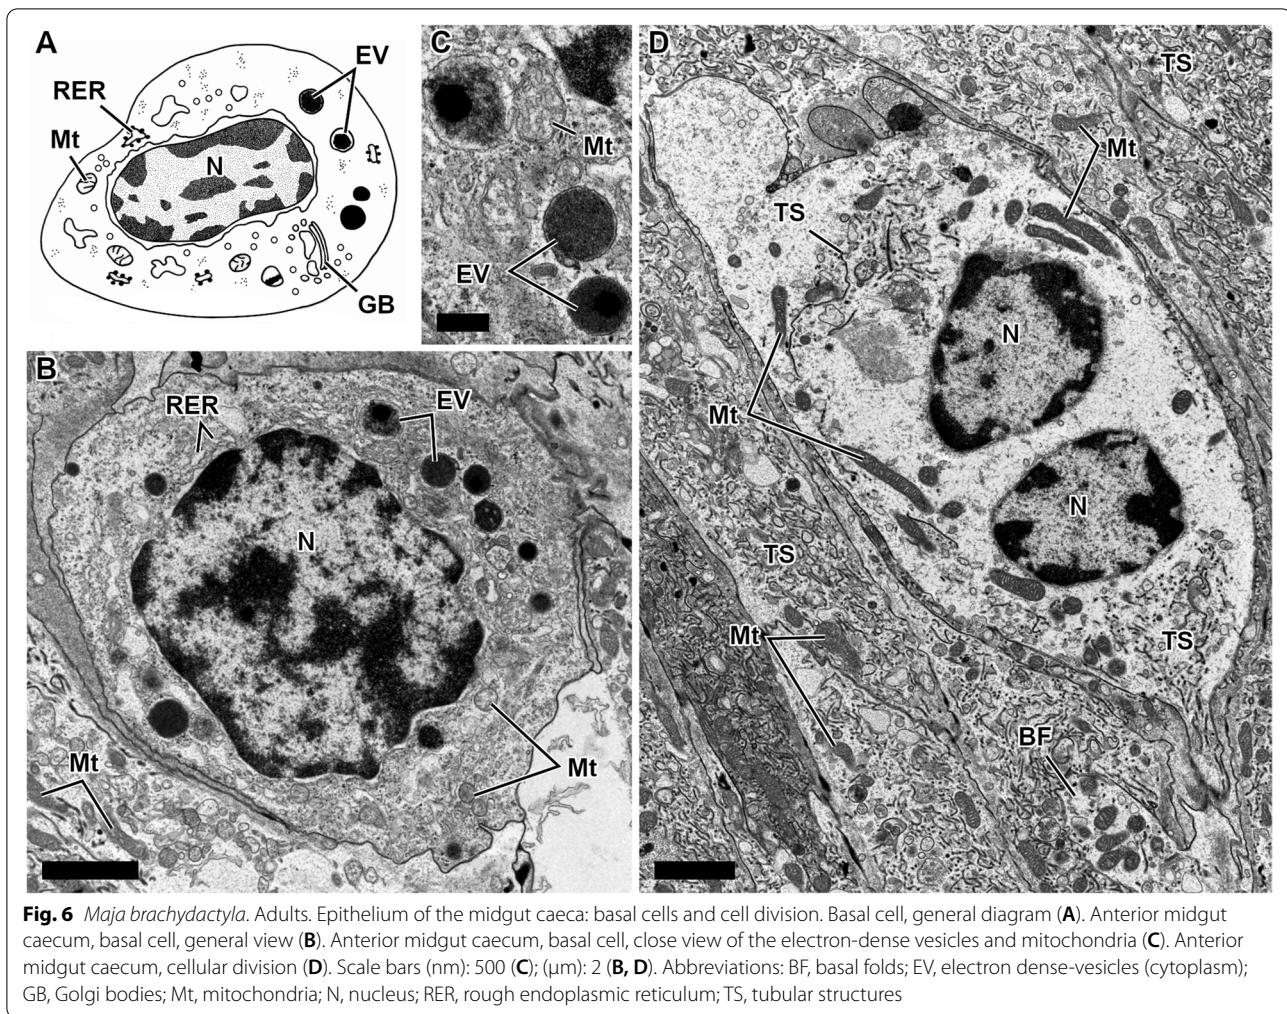 A
EV
RER
Mt
N
GB
C
Mt
EV
D
TS
Mt
TS
N
Mt
N
TS
Mt
TS
BF
B
RER
EV
N
Mt
Mt
Fig. 6 Maja brachydactyla. Adults. Epithelium of the midgut caeca: basal cells and cell division. Basal cell, general diagram (A). Anterior midgut
caecum, basal cell, general view (B). Anterior midgut caecum, basal cell, close view of the electron-dense vesicles and mitochondria (C). Anterior
midgut caecum, cellular division (D). Scale bars (nm): 500 (C); (µm): 2 (B, D). Abbreviations: BF, basal folds; EV, electron dense-vesicles (cytoplasm);
GB, Golgi bodies; Mt, mitochondria; N, nucleus; RER, rough endoplasmic reticulum; TS, tubular structures